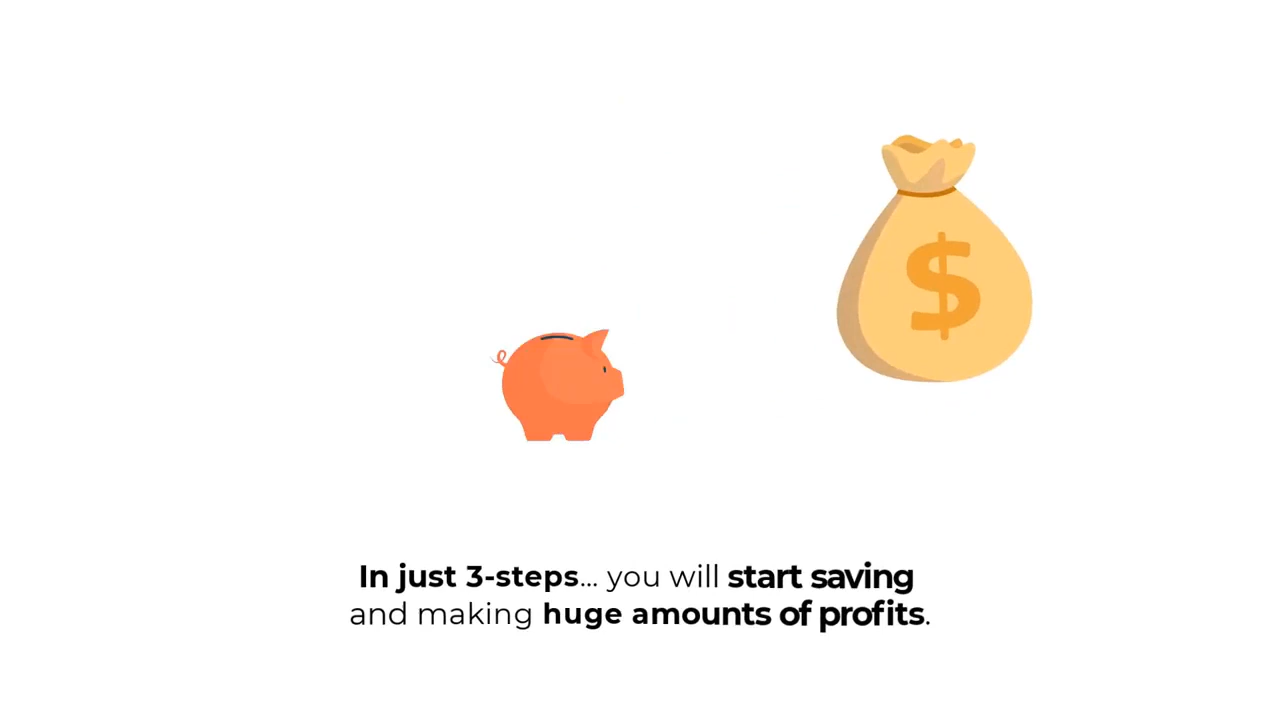 $
In just 3-steps... you will start saving
and making huge amounts of profits.